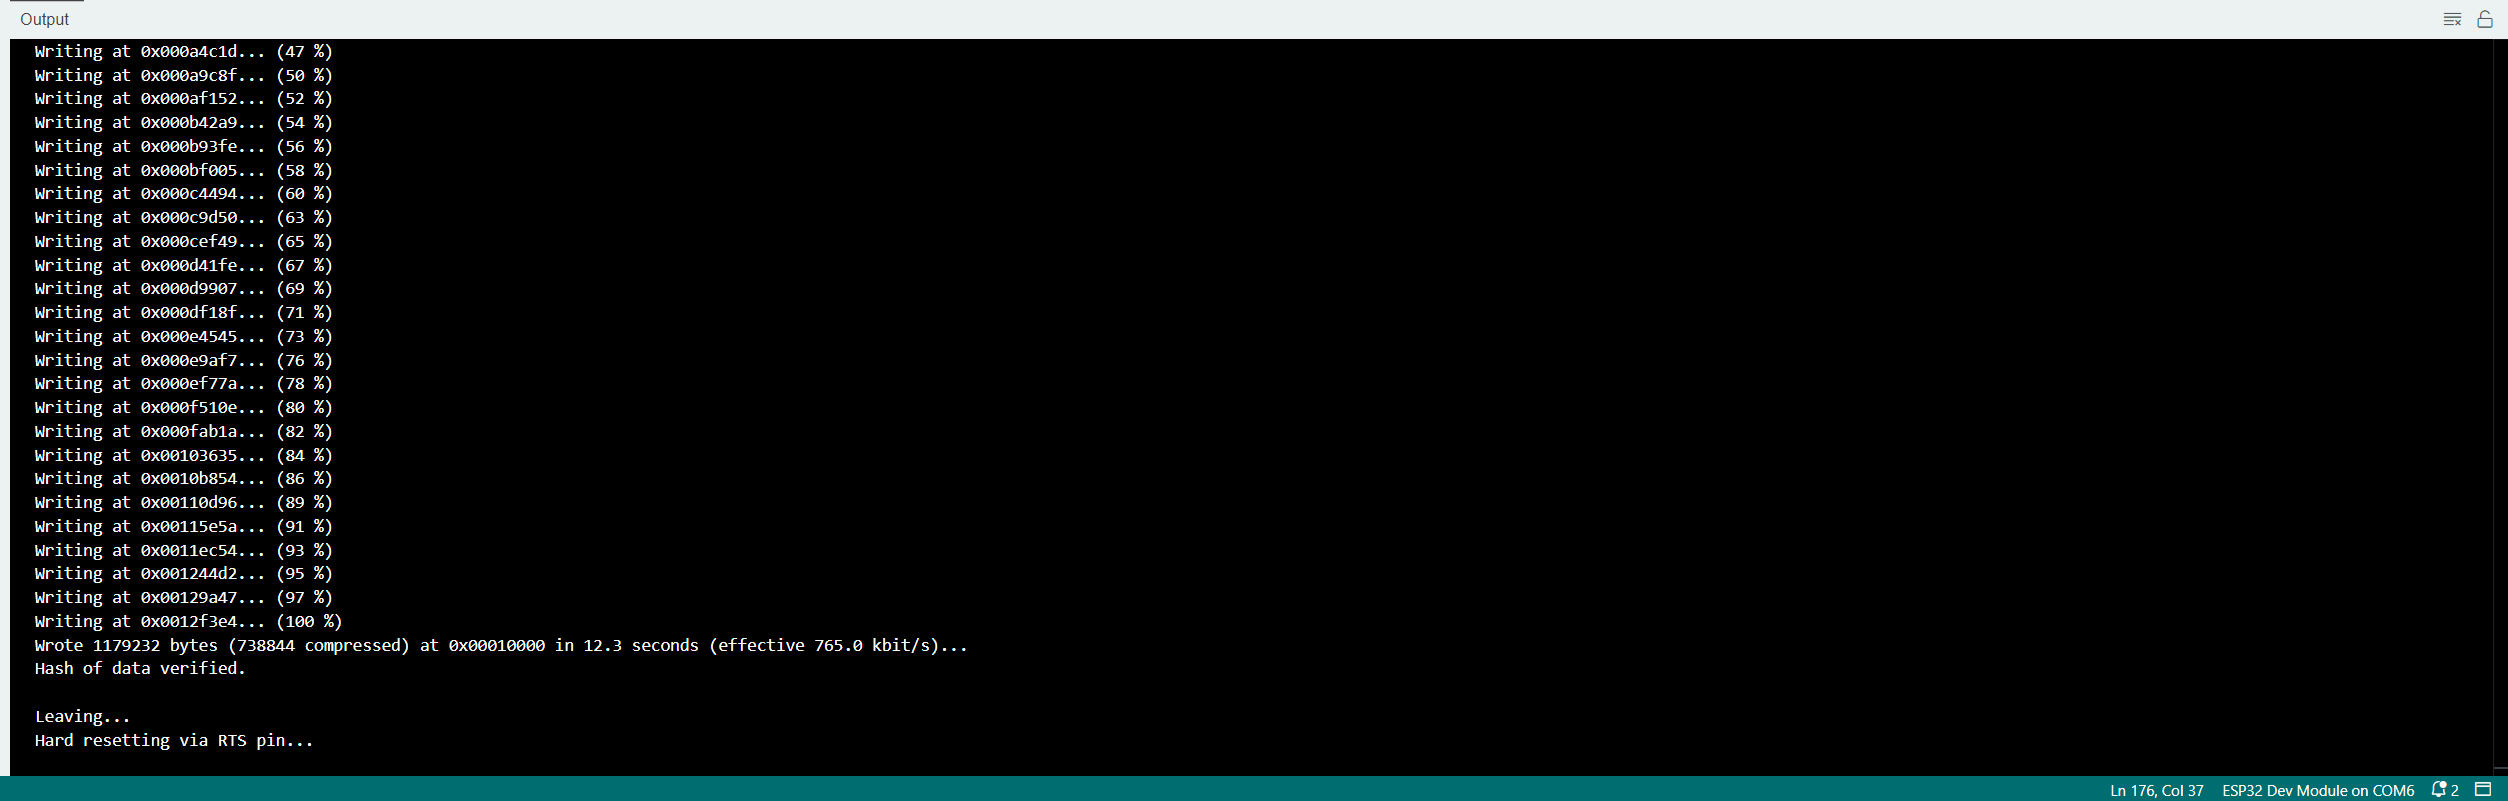 Output
Writing at 0x000a4c1d... (47 %)
Writing at 0x000a9c8f... (50 %)
Writing at 0x000af152... (52 %)
Writing at 0x000b42a9... (54 %)
Writing at 0x000b93fe... (56 %)
Writing at 0x000bf005... (58 %)
Writing at 0x000c4494... (60 %)
Writing at 0x000c9d50... (63 %)
Writing at 0x000cef49... (65 %)
Writing at 0x000d41fe... (67 %)
Writing at 0x000d9907... (69 %)
Writing at 0x000df18f... (71 %)
Writing at 0x000e4545... (73 %)
Writing at 0x000e9af7... (76 %)
Writing at 0x000ef77a... (78 %)
Writing at 0x000f510e... (80 %)
Writing at 0x000fab1a... (82 %)
Writing at 0x00103635... (84 %)
Writing at 0x0010b854... (86 %)
Writing at 0x00110d96... (89 %)
Writing at 0x00115e5a... (91 %)
Writing at 0x0011ec54... (93 %)
Writing at 0x001244d2... (95 %)
Writing at 0x00129a47... (97 %)
Writing at 0x0012f3e4... (100 %)
Wrote 1179232 bytes (738844 compressed) at 0x00010000 in 12.3 seconds (effective 765.0 kbit/s)...
Hash of data verified.
Leaving...
Hard resetting via RTS pin...
Ln 176, Col 37 ESP32 Dev Module on COM6 2